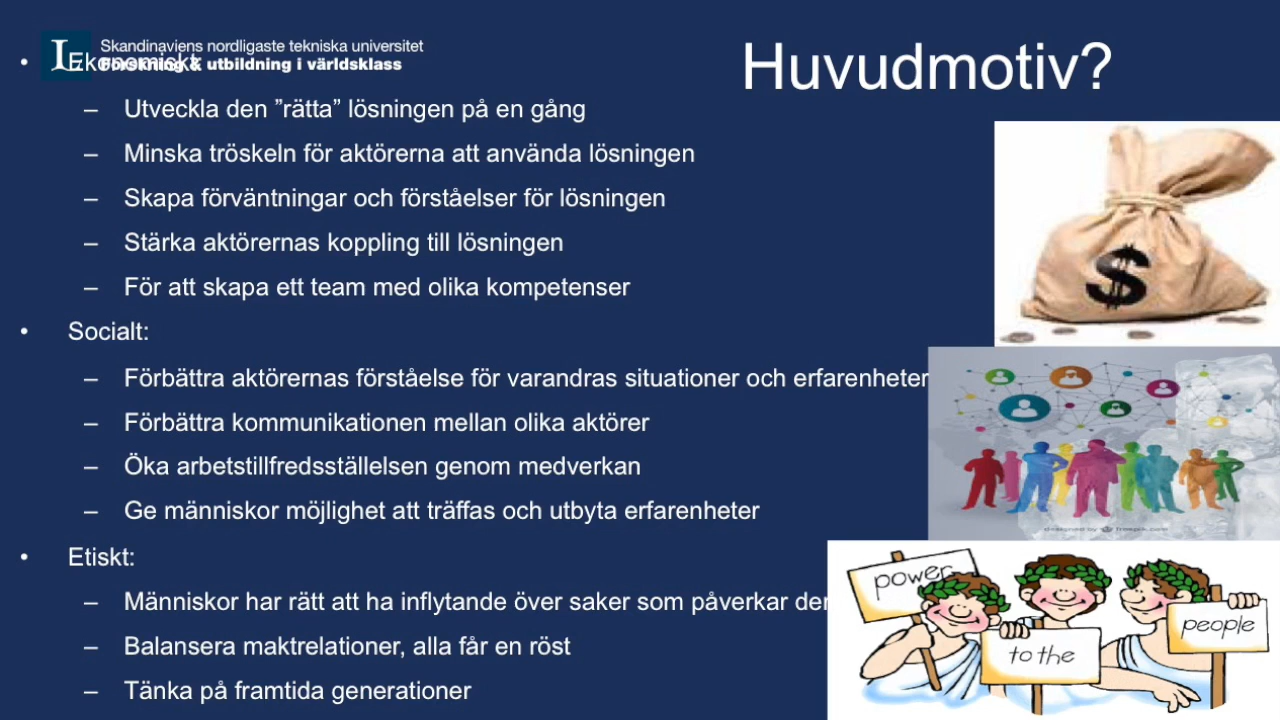 Skandinaviens nordligaste tekniska universitet
Forskning & utbildning i världsklass
Huvudmotiv?
• Ekonomiskt
– Utveckla den ”rätta” lösningen på en gång
– Minska tröskeln för aktörerna att använda lösningen
– Skapa förväntningar och förståelser för lösningen
– Stärka aktörernas koppling till lösningen
– För att skapa ett team med olika kompetenser
$
• Socialt:
– Förbättra aktörernas förståelse för varandras situationer och erfarenheter
– Förbättra kommunikationen mellan olika aktörer
– Öka arbetstillfredsställelsen genom medverkan
– Ge människor möjlighet att träffas och utbyta erfarenheter
designed by freepik.com
• Etiskt:
– Människor har rätt att ha inflytande över saker som påverkar
– Balansera maktrelationer, alla får en röst
– Tänka på framtida generationer
power
to the
people